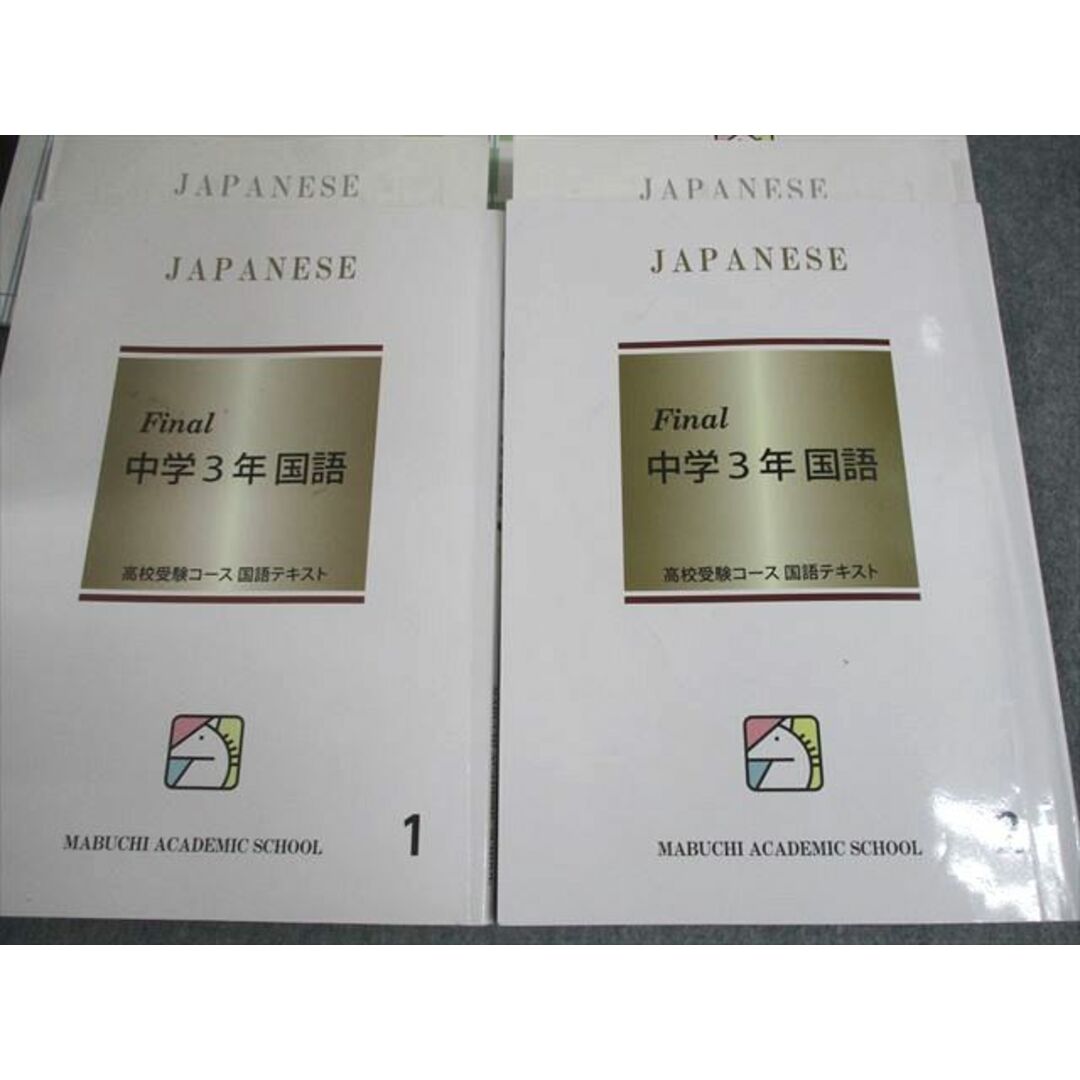 JAPANESE
JAPANESE
JAPANESE
Final
中学3年 国語
高校受験コース 国語テキスト
MABUCHI ACADEMIC SCHOOL
1
JAPANESE
Final
中学3年 国語
高校受験コース 国語テキスト
MABUCHI ACADEMIC SCHOOL
2